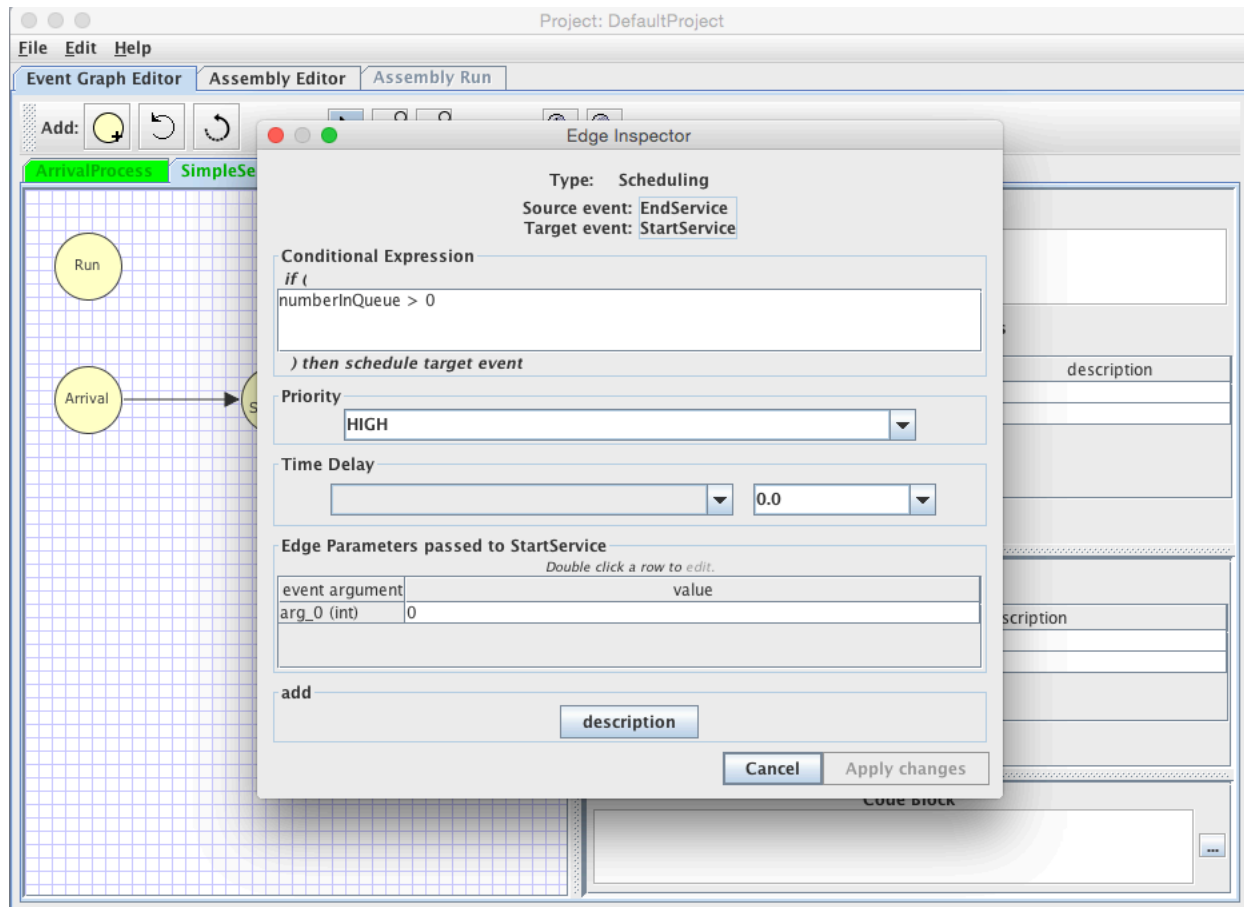 Project: DefaultProject
File Edit Help
Event Graph Editor Assembly Editor Assembly Run
Add:
Edge Inspector
ArrivalProcess SimpleSe
Type: Scheduling
Source event: EndService
Target event: StartService
Conditional Expression
if (
numberInQueue > 0
) then schedule target event
Run
Arrival
S
description
Priority
HIGH
Time Delay
0.0
Edge Parameters passed to StartService
Double click a row to edit.
event argument value
arg_0 (int) 0
scription
add
description
Cancel Apply changes
Code Block
...